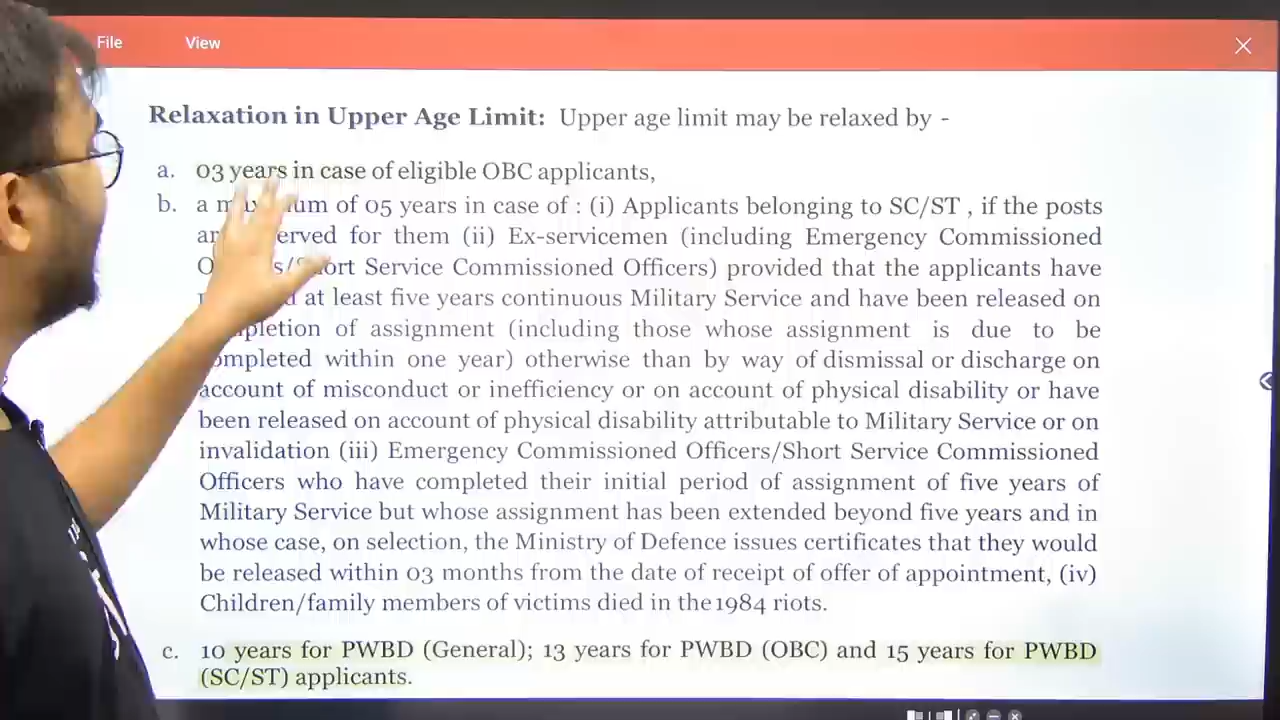 File View
Relaxation in Upper Age Limit: Upper age limit may be relaxed by -
a. 03 years in case of eligible OBC applicants,
b. a um of 05 years in case of : (i) Applicants belonging to SC/ST , if the posts
erved for them (ii) Ex-servicemen (including Emergency Commissioned
Short Service Commissioned Officers) provided that the applicants have
at least five years continuous Military Service and have been released on
pletion of assignment (including those whose assignment is due to be
ompleted within one year) otherwise than by way of dismissal or discharge on
account of misconduct or inefficiency or on account of physical disability or have
been released on account of physical disability attributable to Military Service or on
invalidation (iii) Emergency Commissioned Officers/Short Service Commissioned
Officers who have completed their initial period of assignment of five years of
Military Service but whose assignment has been extended beyond five years and in
whose case, on selection, the Ministry of Defence issues certificates that they would
be released within 03 months from the date of receipt of offer of appointment, (iv)
Children/family members of victims died in the 1984 riots.
c. 10 years for PWBD (General); 13 years for PWBD (OBC) and 15 years for PWBD
(SC/ST) applicants.